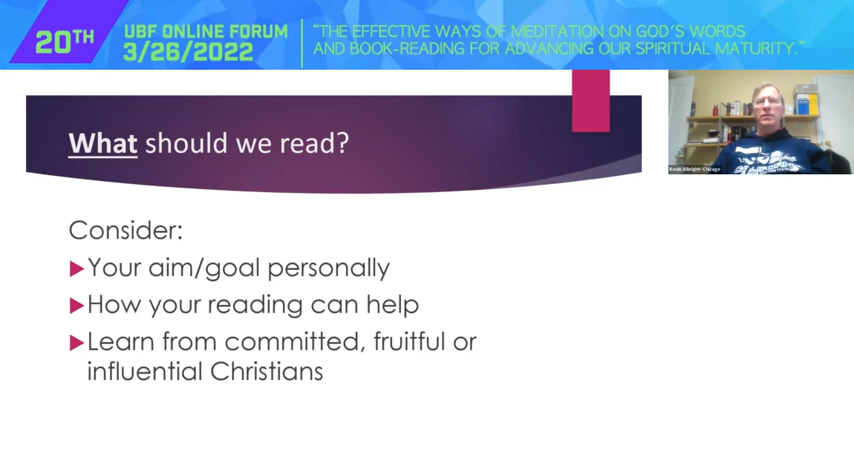 20TH
UBF ONLINE FORUM
3/26/2022
"THE EFFECTIVE WAYS OF MEDITATION ON GOD'S WORDS
AND BOOK-READING FOR ADVANCING OUR SPIRITUAL MATURITY."
What should we read?
Kevin Albright- Chicago
Consider:
Your aim/goal personally
How your reading can help
Learn from committed, fruitful or
influential Christians